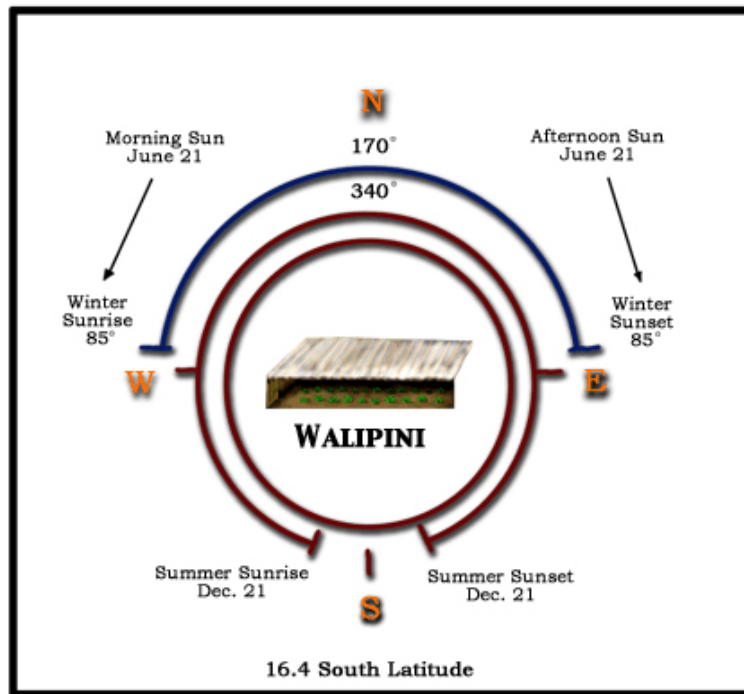 N
Morning Sun
June 21
170°
Afternoon Sun
June 21
340°
Winter
Sunrise
85°
Winter
Sunset
85°
W
E
WALIPINI
Summer Sunrise
Dec. 21
Summer Sunset
Dec. 21
S
16.4 South Latitude